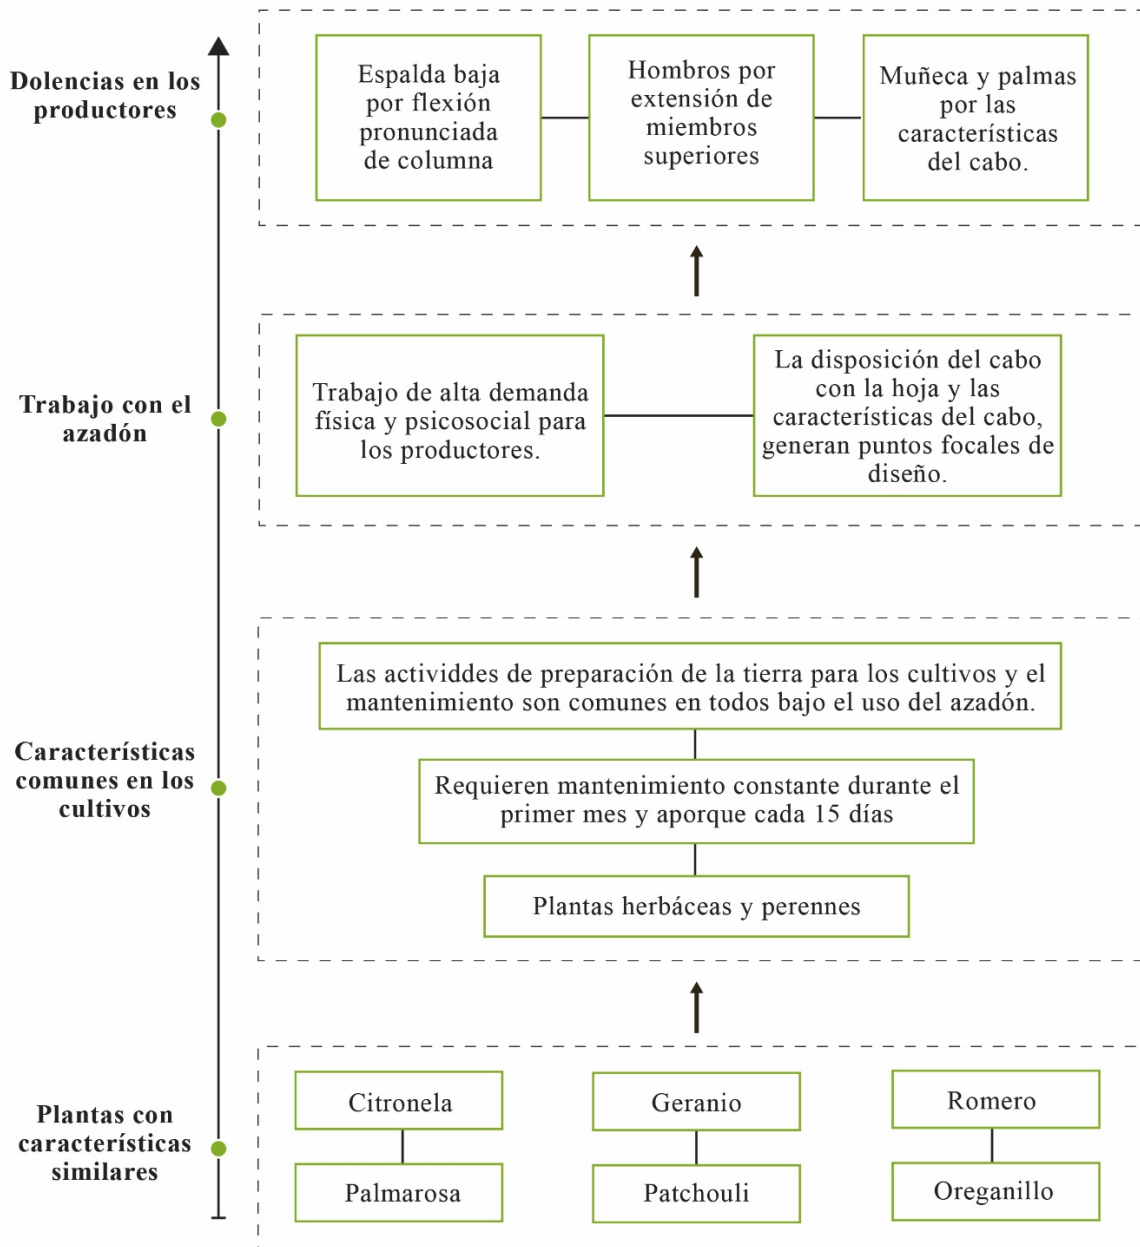 Dolencias en los
productores
Espalda baja
por flexión
pronunciada
de columna
Hombros por
extensión de
miembros
superiores
Muñeca y palmas
por las
características
del cabo.
Trabajo con el
azadón
Trabajo de alta demanda
física y psicosocial para
los productores.
La disposición del cabo
con la hoja y las
características del cabo,
generan puntos focales de
diseño.
Características
comunes en los
cultivos
Las actividdes de preparación de la tierra para los cultivos y el
mantenimiento son comunes en todos bajo el uso del azadón.
Requieren mantenimiento constante durante el
primer mes y aporque cada 15 días
Plantas herbáceas y perennes
Plantas con
características
similares
Citronela
Geranio
Romero
Palmarosa
Patchouli
Oreganillo